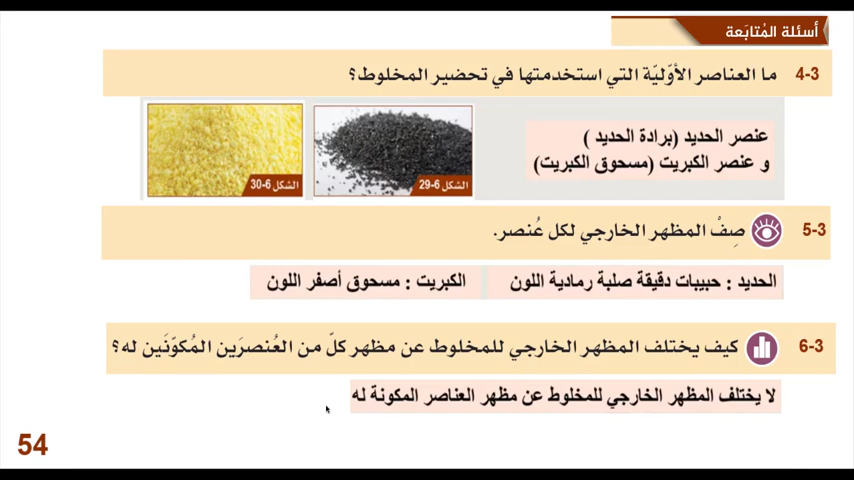 أسئلة المُتابَعة
4-3 ما العناصر الأوّليّة التي استخدمتها في تحضير المخلوط؟
عنصر الحديد (برادة الحديد )
و عنصر الكبريت (مسحوق الكبريت)
الشكل 6-29
الشكل 6-30
5-3 صِفْ المظهر الخارجي لكل عُنصر.
الحديد : حبيبات دقيقة صلبة رمادية اللون
الكبريت : مسحوق أصفر اللون
6-3 كيف يختلف المظهر الخارجي للمخلوط عن مظهر كلّ من العُنصرَين المُكوّنَين له؟
لا يختلف المظهر الخارجي للمخلوط عن مظهر العناصر المكونة له
54